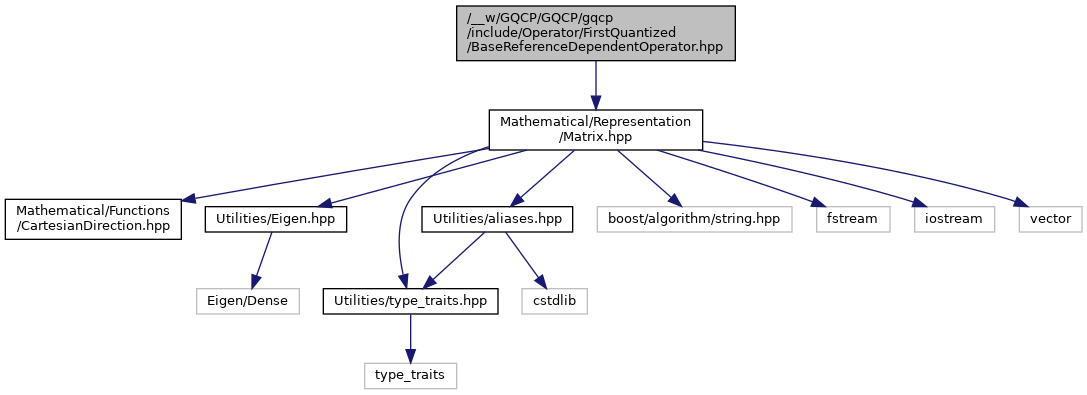 /__w/GQCP/GQCP/gqcp
/include/Operator/FirstQuantized
/BaseReferenceDependentOperator.hpp
Mathematical/Representation
/Matrix.hpp
Mathematical/Functions
/CartesianDirection.hpp
Utilities/Eigen.hpp
Utilities/aliases.hpp
boost/algorithm/string.hpp
fstream
iostream
vector
Eigen/Dense
Utilities/type_traits.hpp
cstdlib
type_traits